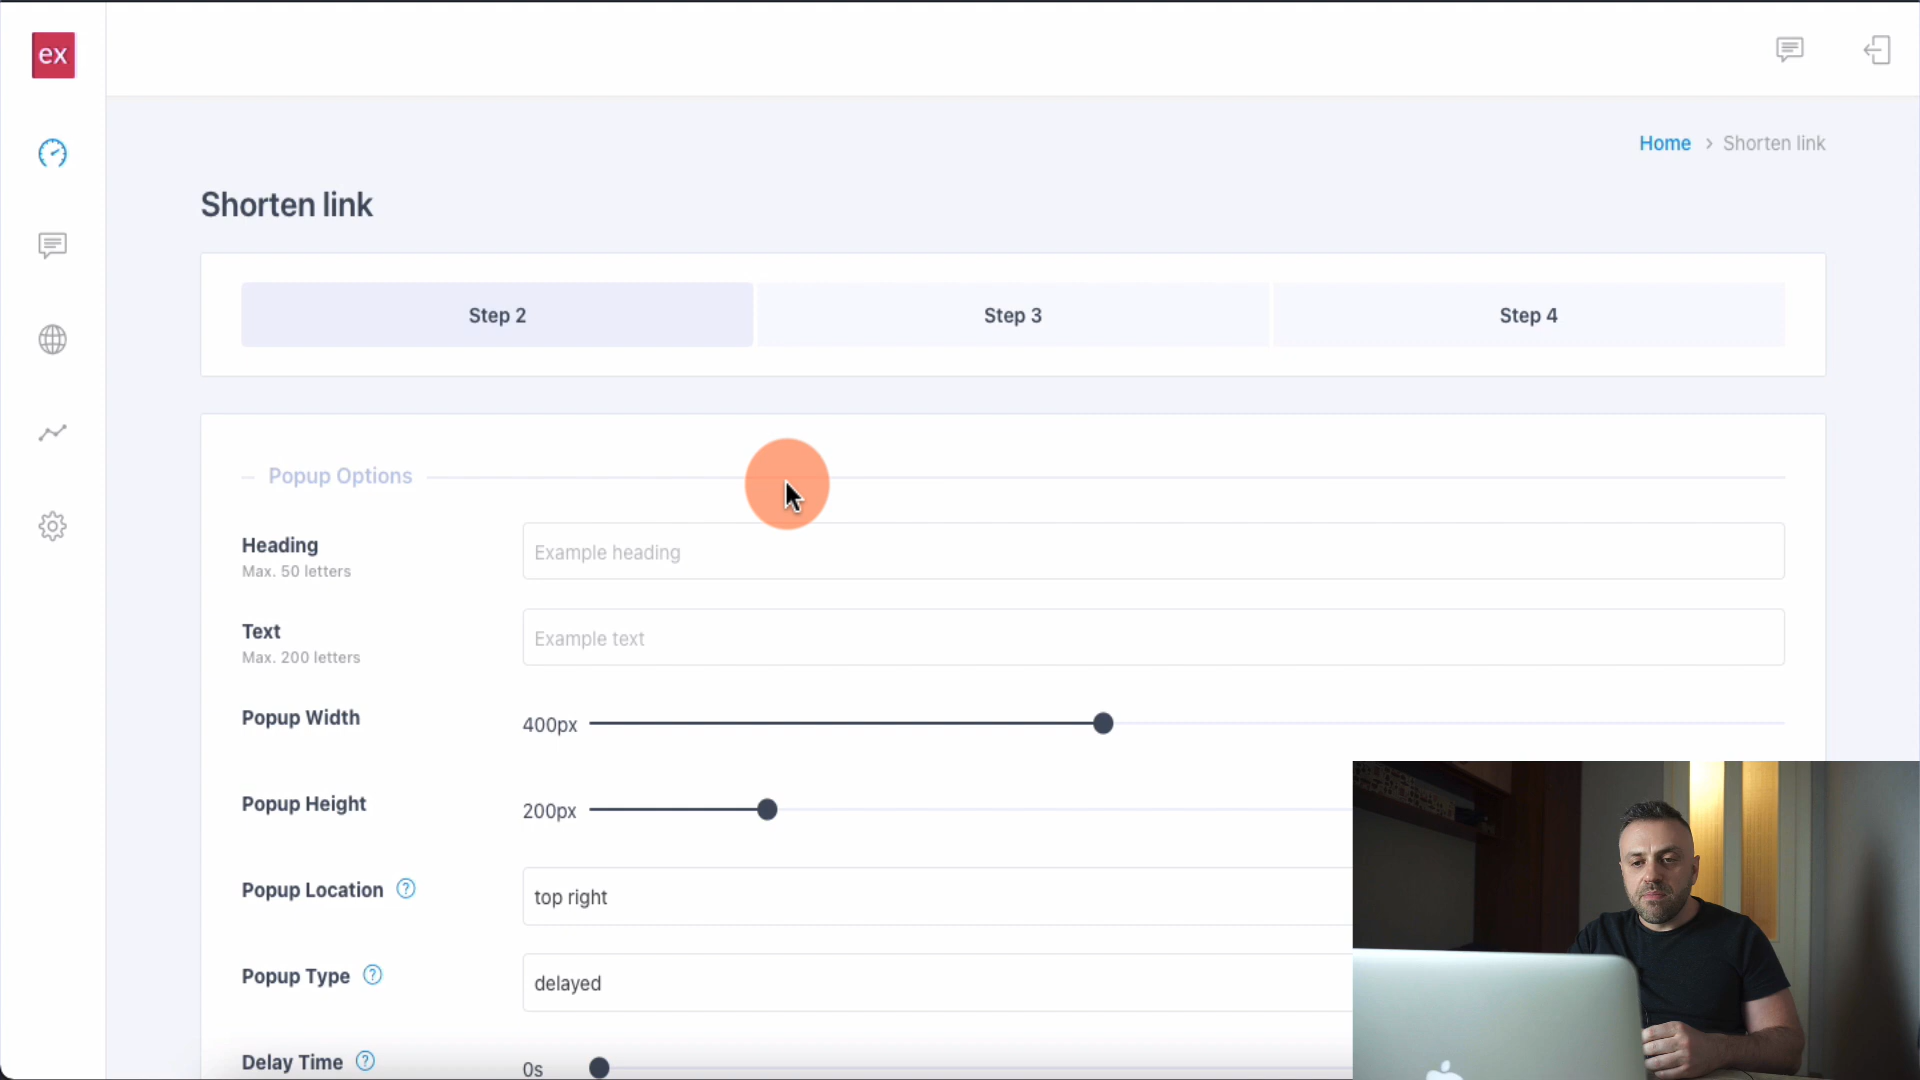 ex
Home > Shorten link
Shorten link
Step 2
Step 3
Step 4
Popup Options
Heading
Max. 50 letters
Example heading
Text
Max. 200 letters
Example text
Popup Width
400px
Popup Height
200px
Popup Location ?
top right
Popup Type ?
delayed
Delay Time ?
0s